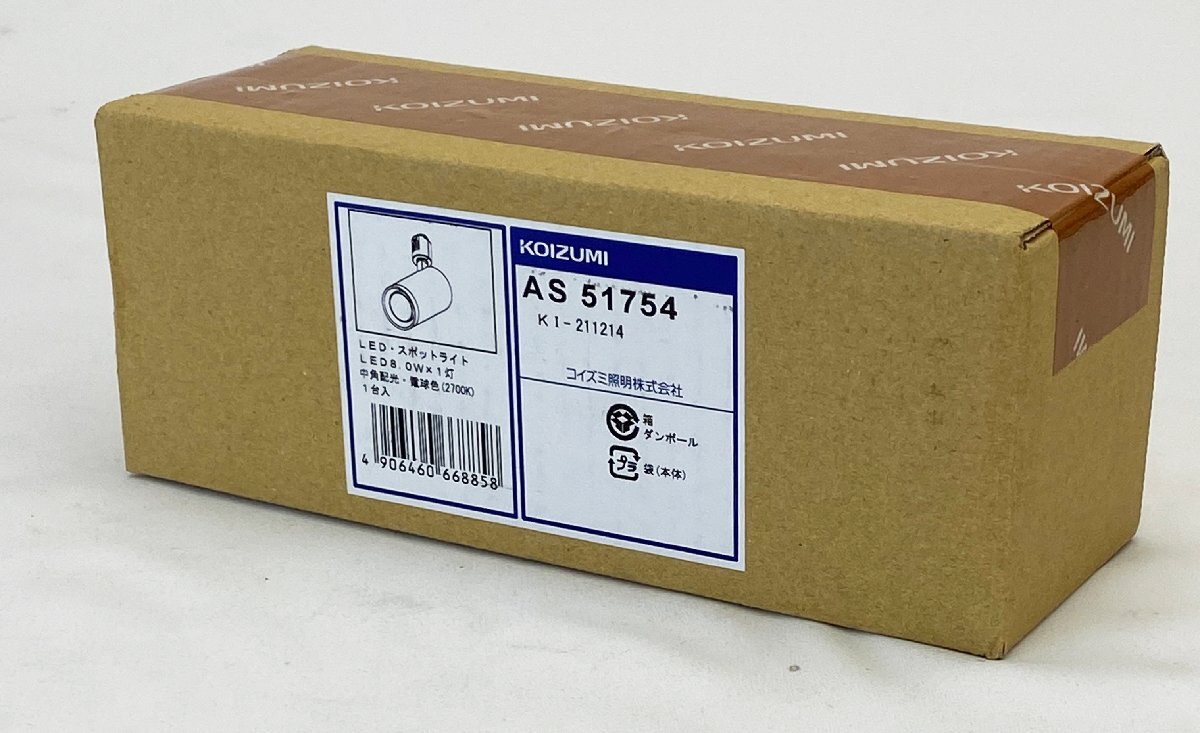 KOIZUMI
KOIZUMI
KOIZUMI
KOIZUMI
KOIZUMI
KOIZUMI
KOIZUMI
KOIZUMI
LED・スポットライト
LED8.0W×1灯
中角配光・電球色(2700K)
1台入
4 906460 668858
KOIZUMI
AS 51754
KI-211214
コイズミ照明株式会社
箱
ダンボール
プラ
袋(本体)